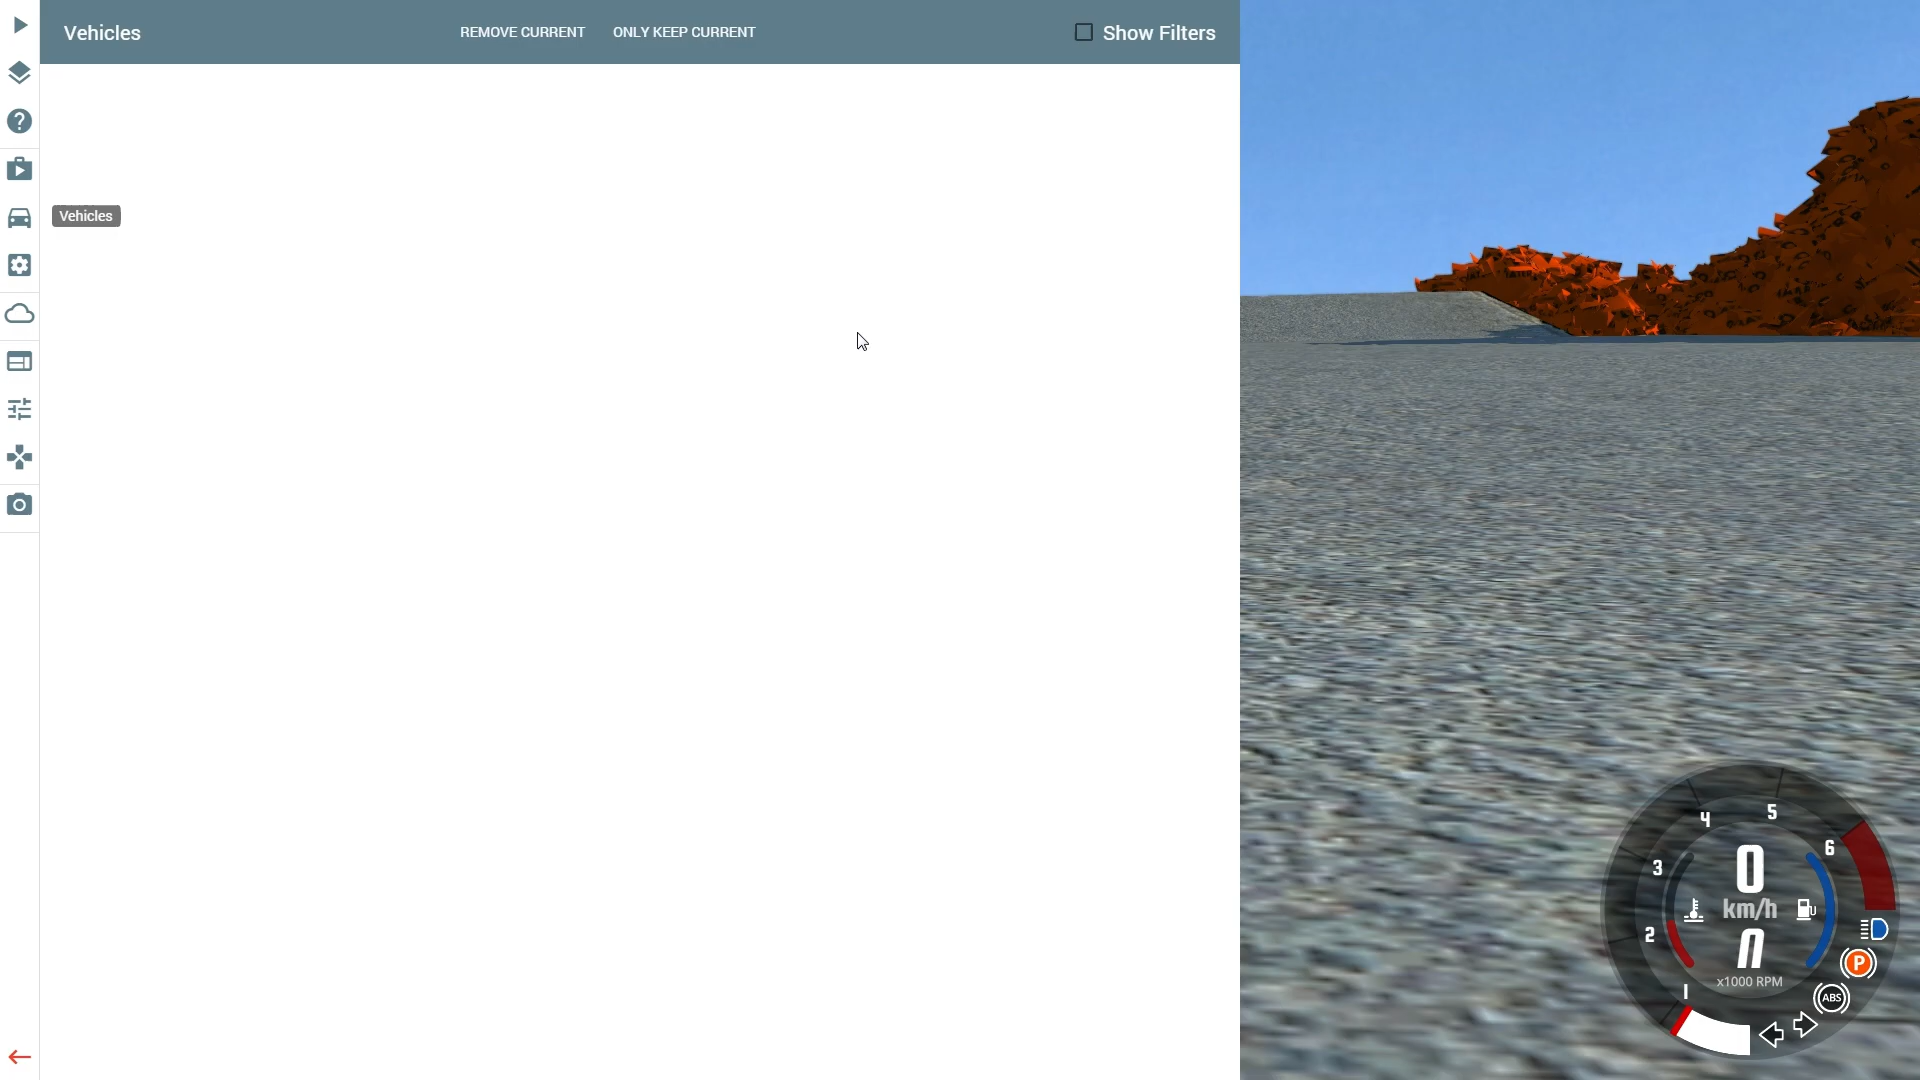 Vehicles
REMOVE CURRENT
ONLY KEEP CURRENT
Show Filters
Vehicles
1
2
3
4
5
6
0
km/h
n
x1000 RPM
P
ABS